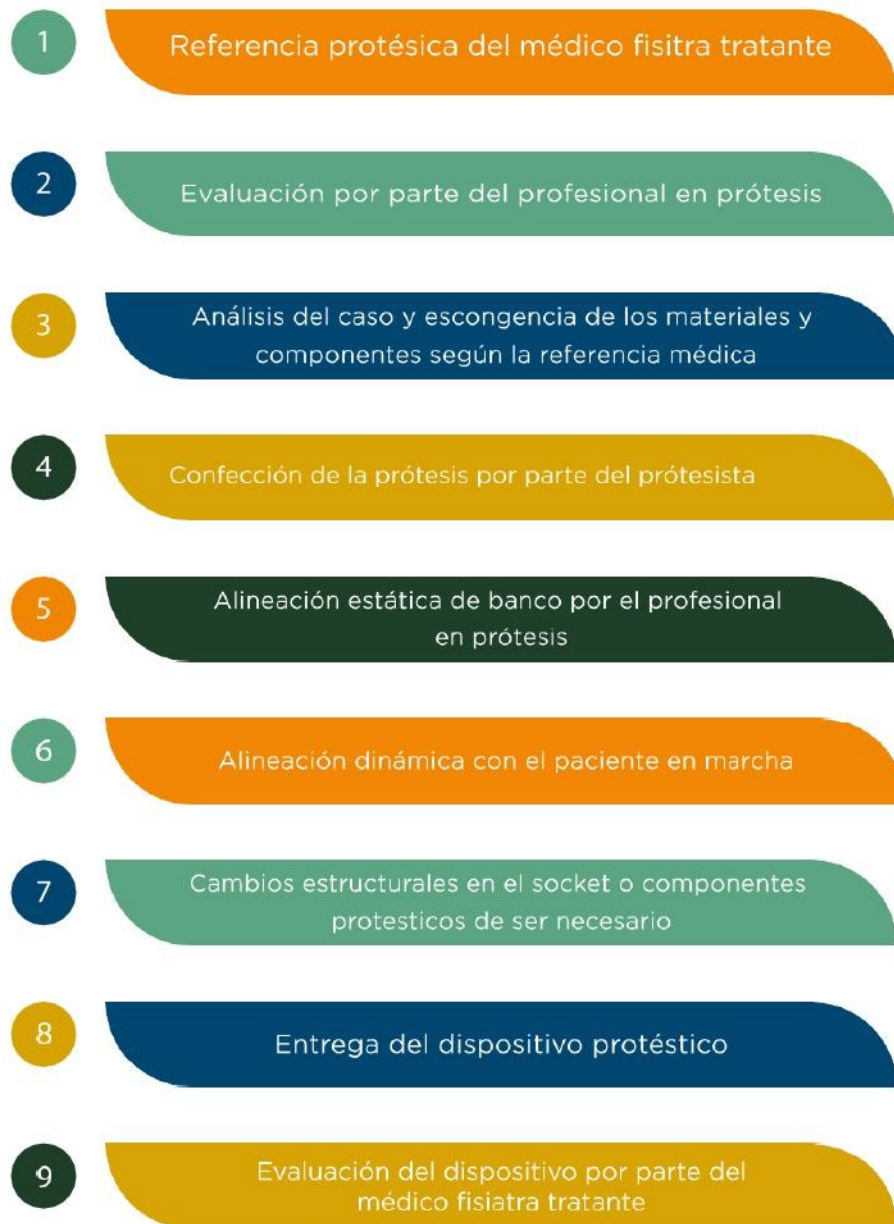 1
Referencia protésica del médico fisitra tratante
2
Evaluación por parte del profesional en prótesis
3
Análisis del caso y escongencia de los materiales y
componentes según la referencia médica
4
Confección de la prótesis por parte del prótesista
5
Alineación estática de banco por el profesional
en prótesis
6
Alineación dinámica con el paciente en marcha
7
Cambios estructurales en el socket o componentes
protesticos de ser necesario
8
Entrega del dispositivo protéstico
9
Evaluación del dispositivo por parte del
médico fisiatra tratante